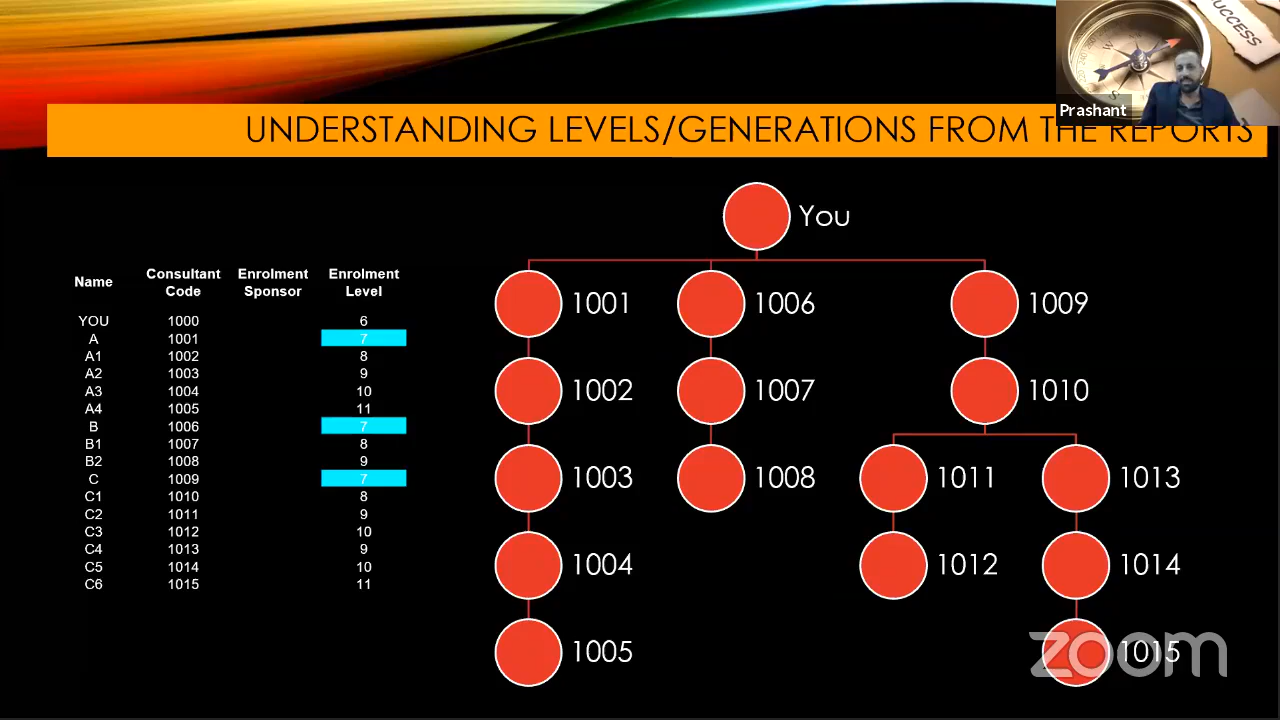 SUCCESS
Prashant
UNDERSTANDING LEVELS/GENERATIONS FROM THE REPORTS
You
Name Consultant Code Enrolment Sponsor Enrolment Level
YOU 1000 6
A 1001 7
A1 1002 8
A2 1003 9
A3 1004 10
A4 1005 11
B 1006 7
B1 1007 8
B2 1008 9
C 1009 7
C1 1010 8
C2 1011 9
C3 1012 10
C4 1013 9
C5 1014 10
C6 1015 11
1001 1006 1009
1002 1007 1010
1003 1008 1011 1013
1004 1012 1014
1005 1015
zoom